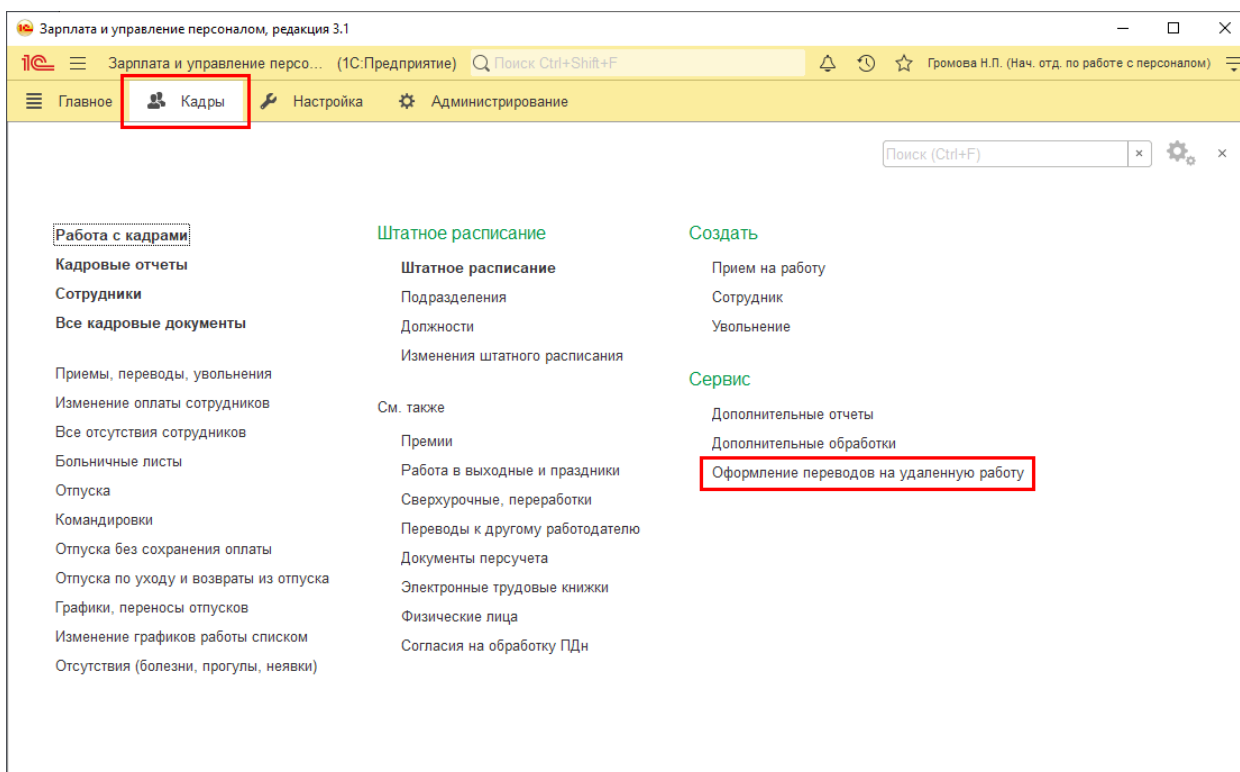 Зарплата и управление персоналом, редакция 3.1
Зарплата и управление персо... (1С:Предприятие) Поиск Ctrl+Shift+F Громова Н.П. (Нач. отд. по работе с персоналом)
Главное Кадры Настройка Администрирование
Поиск (Ctrl+F)
Работа с кадрами
Кадровые отчеты
Сотрудники
Все кадровые документы
Приемы, переводы, увольнения
Изменение оплаты сотрудников
Все отсутствия сотрудников
Больничные листы
Отпуска
Командировки
Отпуска без сохранения оплаты
Отпуска по уходу и возвраты из отпуска
Графики, переносы отпусков
Изменение графиков работы списком
Отсутствия (болезни, прогулы, неявки)
Штатное расписание
Штатное расписание
Подразделения
Должности
Изменения штатного расписания
См. также
Премии
Работа в выходные и праздники
Сверхурочные, переработки
Переводы к другому работодателю
Документы персучета
Электронные трудовые книжки
Физические лица
Согласия на обработку ПДн
Создать
Прием на работу
Сотрудник
Увольнение
Сервис
Дополнительные отчеты
Дополнительные обработки
Оформление переводов на удаленную работу